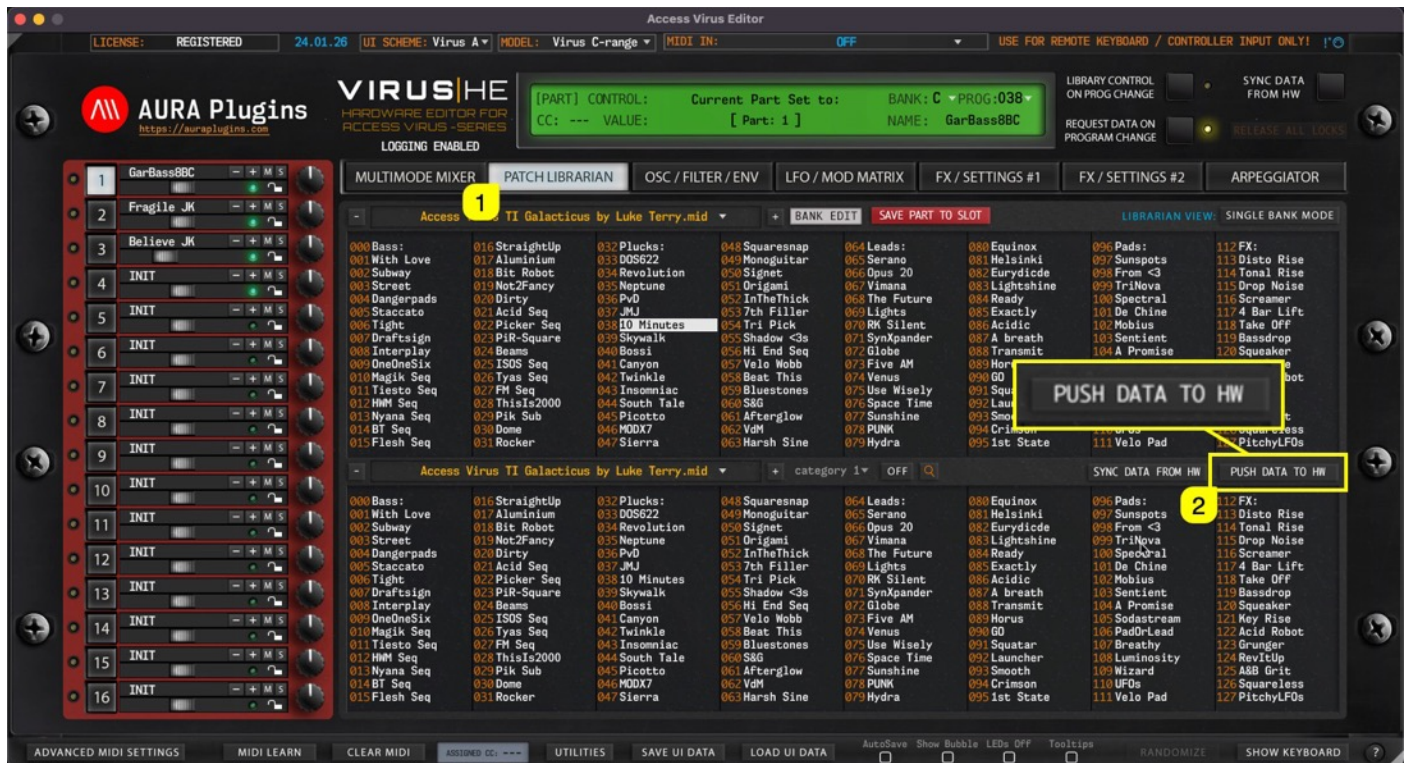 Access Virus Editor
LICENSE: REGISTERED 24.01.26 UI SCHEME: Virus A MODEL: Virus C-range MIDI IN: OFF USE FOR REMOTE KEYBOARD / CONTROLLER INPUT ONLY!
AURA Plugins
https://auraplugins.com
VIRUS|HE
HARDWARE EDITOR FOR
ACCESS VIRUS -SERIES
LOGGING ENABLED
[PART] CONTROL: Current Part Set to: BANK: C PROG:038
CC: --- VALUE: [ Part: 1 ] NAME: GarBass8BC
LIBRARY CONTROL
ON PROG CHANGE
SYNC DATA
FROM HW
REQUEST DATA ON
PROGRAM CHANGE
RELEASE ALL LOCKS
MULTIMODE MIXER PATCH LIBRARIAN OSC / FILTER / ENV LFO / MOD MATRIX FX / SETTINGS #1 FX / SETTINGS #2 ARPEGGIATOR
1
1 GarBass8BC - + M S
2 Fragile JK - + M S
3 Believe JK - + M S
4 INIT - + M S
5 INIT - + M S
6 INIT - + M S
7 INIT - + M S
8 INIT - + M S
9 INIT - + M S
10 INIT - + M S
11 INIT - + M S
12 INIT - + M S
13 INIT - + M S
14 INIT - + M S
15 INIT - + M S
16 INIT - + M S
- Access TI Galacticus by Luke Terry.mid + BANK EDIT SAVE PART TO SLOT LIBRARIAN VIEW: SINGLE BANK MODE
000 Bass: 016 StraightUp 032 Plucks: 048 Squaresnap 064 Leads: 080 Equinox 096 Pads: 112 FX:
001 With Love 017 Aluminium 033 DOS622 049 Monoguitar 065 Serano 081 Helsinki 097 Sunspots 113 Disto Rise
002 Subway 018 Bit Robot 034 Revolution 050 Signet 066 Opus 20 082 Eurydicde 098 From <3 114 Tonal Rise
003 Street 019 Not2Fancy 035 Neptune 051 Origami 067 Vimana 083 Lightshine 099 TriNova 115 Drop Noise
004 Dangerpads 020 Dirty 036 PvD 052 InTheThick 068 The Future 084 Ready 100 Spectral 116 Screamer
005 Staccato 021 Acid Seq 037 JMJ 053 7th Filler 069 Lights 085 Exactly 101 De Chine 117 4 Bar Lift
006 Tight 022 Picker Seq 038 10 Minutes 054 Tri Pick 070 RK Silent 086 Acidic 102 Mobius 118 Take Off
007 Draftsign 023 PiR-Square 039 Skywalk 055 Shadow <3s 071 SynXpander 087 A breath 103 Sentient 119 Bassdrop
008 Interplay 024 Beams 040 Bossi 056 Hi End Seq 072 Globe 088 Transmit 104 A Promise 120 Squeaker
009 OneOneSix 025 ISOS Seq 041 Canyon 057 Velo Wobb 073 Five AM 089
010 Magik Seq 026 Tyas Seq 042 Twinkle 058 Beat This 074 Venus 090 GO
011 Tiesto Seq 027 FM Seq 043 Insomniac 059 Bluestones 075 Use Wisely 091
012 HWM Seq 028 ThisIs2000 044 South Tale 060 S&G 076 Space Time 092
013 Nyana Seq 029 Pik Sub 045 Picotto 061 Afterglow 077 Sunshine 093
014 BT Seq 030 Dome 046 MODX7 062 VdM 078 PUNK 094
015 Flesh Seq 031 Rocker 047 Sierra 063 Harsh Sine 079 Hydra 095 1st State 111 Velo Pad 127 PitchyLFOs
PUSH DATA TO HW
- Access Virus TI Galacticus by Luke Terry.mid + category 1 OFF SYNC DATA FROM HW PUSH DATA TO HW
2
000 Bass: 016 StraightUp 032 Plucks: 048 Squaresnap 064 Leads: 080 Equinox 096 Pads: 112 FX:
001 With Love 017 Aluminium 033 DOS622 049 Monoguitar 065 Serano 081 Helsinki 097 Sunspots 113 Disto Rise
002 Subway 018 Bit Robot 034 Revolution 050 Signet 066 Opus 20 082 Eurydicde 098 From <3 114 Tonal Rise
003 Street 019 Not2Fancy 035 Neptune 051 Origami 067 Vimana 083 Lightshine 099 TriNova 115 Drop Noise
004 Dangerpads 020 Dirty 036 PvD 052 InTheThick 068 The Future 084 Ready 100 Spectral 116 Screamer
005 Staccato 021 Acid Seq 037 JMJ 053 7th Filler 069 Lights 085 Exactly 101 De Chine 117 4 Bar Lift
006 Tight 022 Picker Seq 038 10 Minutes 054 Tri Pick 070 RK Silent 086 Acidic 102 Mobius 118 Take Off
007 Draftsign 023 PiR-Square 039 Skywalk 055 Shadow <3s 071 SynXpander 087 A breath 103 Sentient 119 Bassdrop
008 Interplay 024 Beams 040 Bossi 056 Hi End Seq 072 Globe 088 Transmit 104 A Promise 120 Squeaker
009 OneOneSix 025 ISOS Seq 041 Canyon 057 Velo Wobb 073 Five AM 089 Horus 105 Sodastream 121 Key Rise
010 Magik Seq 026 Tyas Seq 042 Twinkle 058 Beat This 074 Venus 090 GO 106 PadOrLead 122 Acid Robot
011 Tiesto Seq 027 FM Seq 043 Insomniac 059 Bluestones 075 Use Wisely 091 Squatar 107 Breathy 123 Grunger
012 HWM Seq 028 ThisIs2000 044 South Tale 060 S&G 076 Space Time 092 Launcher 108 Luminosity 124 RevItUp
013 Nyana Seq 029 Pik Sub 045 Picotto 061 Afterglow 077 Sunshine 093 Smooth 109 Wizard 125 A&B Grit
014 BT Seq 030 Dome 046 MODX7 062 VdM 078 PUNK 094 Crimson 110 UFOs 126 Squareless
015 Flesh Seq 031 Rocker 047 Sierra 063 Harsh Sine 079 Hydra 095 1st State 111 Velo Pad 127 PitchyLFOs
ADVANCED MIDI SETTINGS MIDI LEARN CLEAR MIDI ASSIGNED CC: --- UTILITIES SAVE UI DATA LOAD UI DATA AutoSave Show Bubble LEDs Off Tooltips RANDOMIZE SHOW KEYBOARD ?